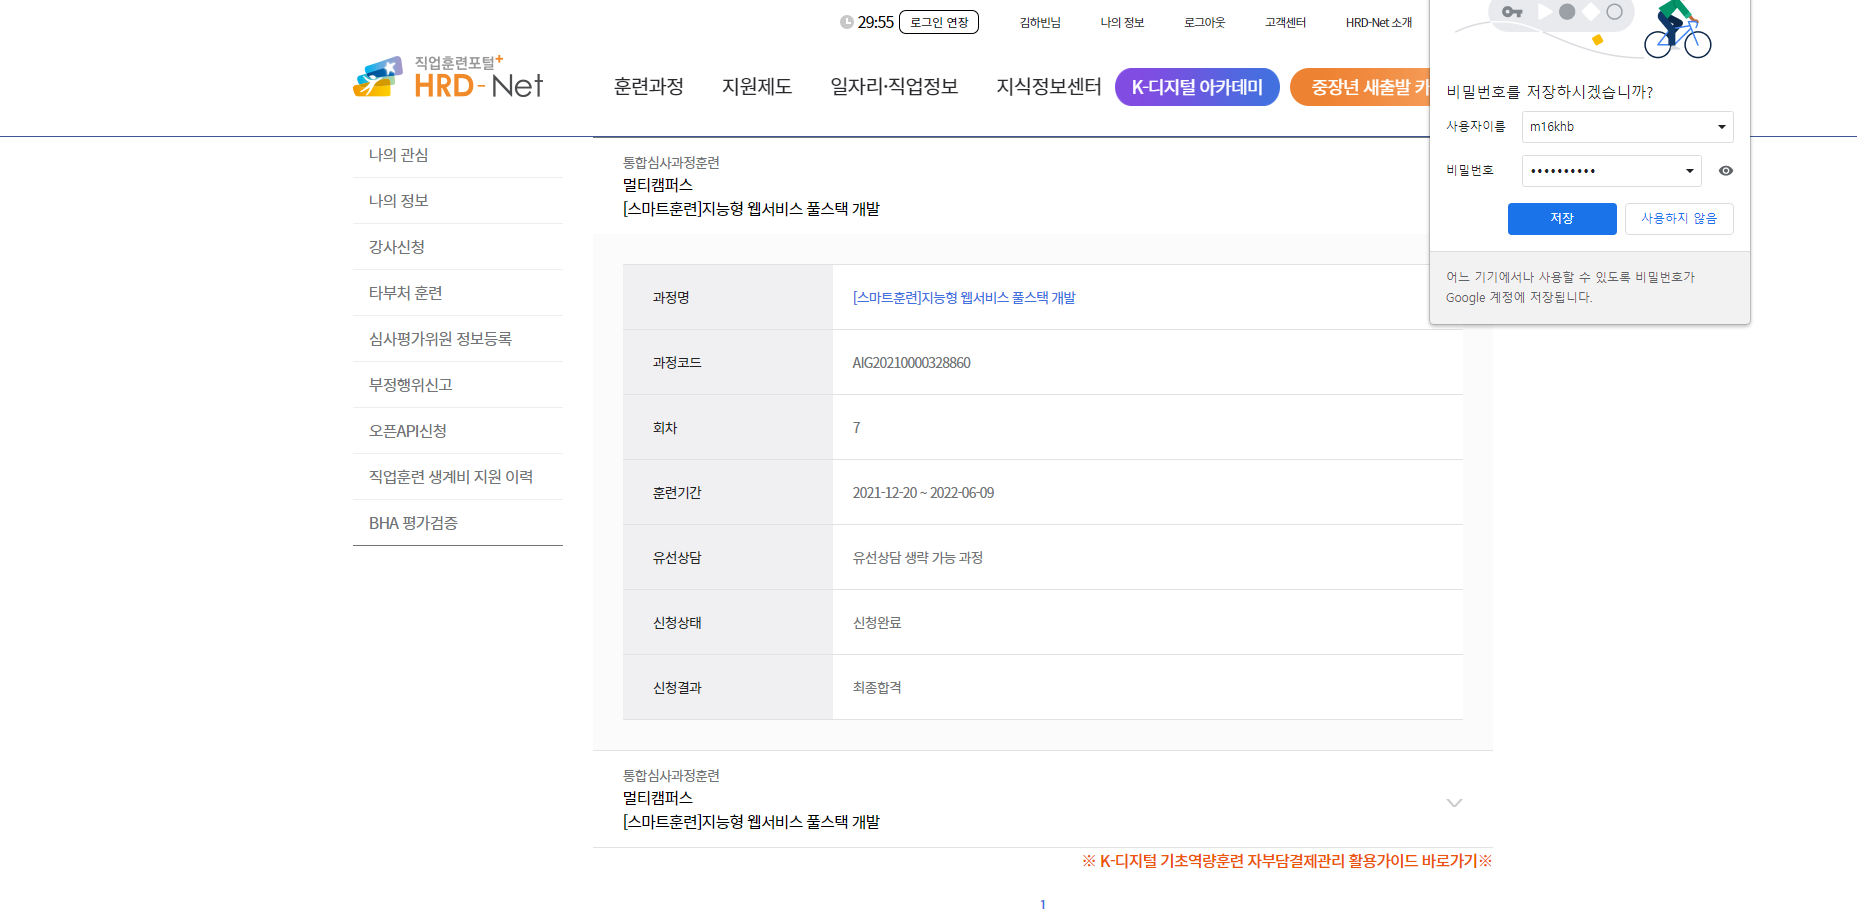 29:55 로그인 연장 김하빈님 나의 정보 로그아웃 고객센터 HRD-Net 소개
직업훈련포털+
HRD-Net
훈련과정 지원제도 일자리·직업정보 지식정보센터 K-디지털 아카데미 중장년 새출발 카
비밀번호를 저장하시겠습니까?
사용자이름 m16khb
비밀번호 ••••••••••
저장 사용하지 않음
어느 기기에서나 사용할 수 있도록 비밀번호가
Google 계정에 저장됩니다.
나의 관심
나의 정보
강사신청
타부처 훈련
심사평가위원 정보등록
부정행위신고
오픈API신청
직업훈련 생계비 지원 이력
BHA 평가검증
통합심사과정훈련
멀티캠퍼스
[스마트훈련]지능형 웹서비스 풀스택 개발
과정명 [스마트훈련]지능형 웹서비스 풀스택 개발
과정코드 AIG20210000328860
회차 7
훈련기간 2021-12-20 ~ 2022-06-09
유선상담 유선상담 생략 가능 과정
신청상태 신청완료
신청결과 최종합격
통합심사과정훈련
멀티캠퍼스
[스마트훈련]지능형 웹서비스 풀스택 개발
※ K-디지털 기초역량훈련 자부담결제관리 활용가이드 바로가기※
1